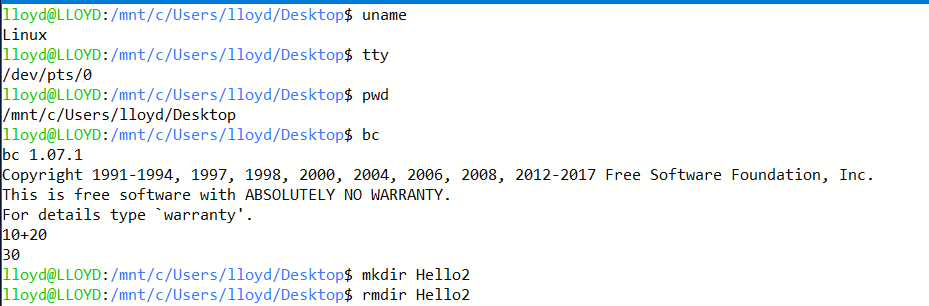 lloyd@LLOYD:/mnt/c/Users/lloyd/Desktop$ uname
Linux
lloyd@LLOYD:/mnt/c/Users/lloyd/Desktop$ tty
/dev/pts/0
lloyd@LLOYD:/mnt/c/Users/lloyd/Desktop$ pwd
/mnt/c/Users/lloyd/Desktop
lloyd@LLOYD:/mnt/c/Users/lloyd/Desktop$ bc
bc 1.07.1
Copyright 1991-1994, 1997, 1998, 2000, 2004, 2006, 2008, 2012-2017 Free Software Foundation, Inc.
This is free software with ABSOLUTELY NO WARRANTY.
For details type `warranty'.
10+20
30
lloyd@LLOYD:/mnt/c/Users/lloyd/Desktop$ mkdir Hello2
lloyd@LLOYD:/mnt/c/Users/lloyd/Desktop$ rmdir Hello2